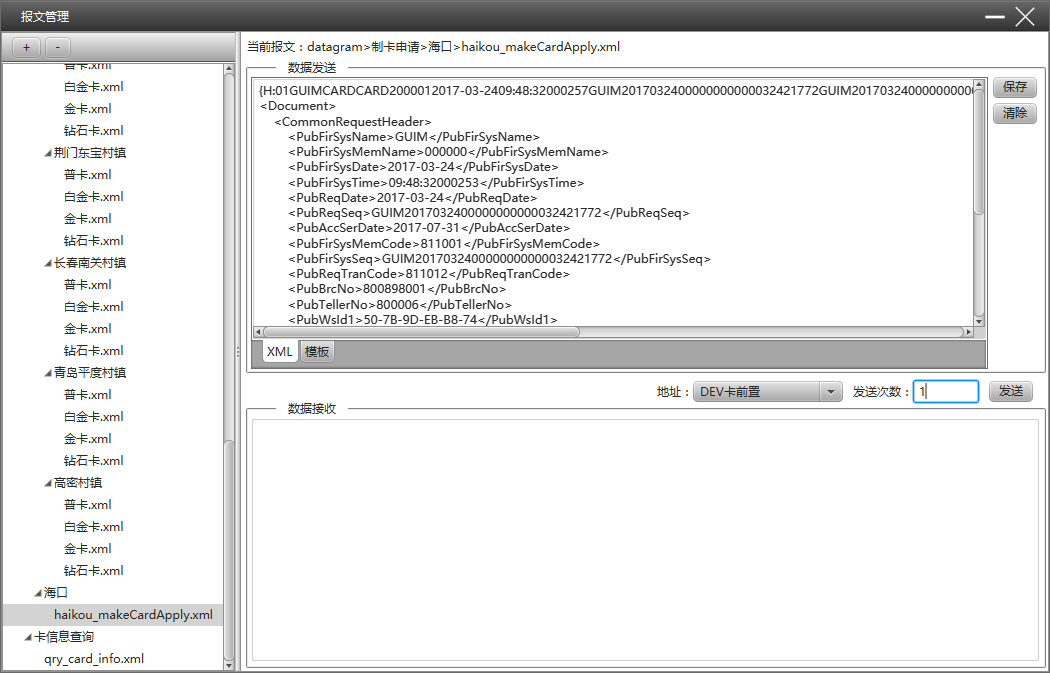 报文管理
+ -
普卡.xml
白金卡.xml
金卡.xml
钻石卡.xml
荆门东宝村镇
普卡.xml
白金卡.xml
金卡.xml
钻石卡.xml
长春南关村镇
普卡.xml
白金卡.xml
金卡.xml
钻石卡.xml
青岛平度村镇
普卡.xml
白金卡.xml
金卡.xml
钻石卡.xml
高密村镇
普卡.xml
白金卡.xml
金卡.xml
钻石卡.xml
海口
haikou_makeCardApply.xml
卡信息查询
qry_card_info.xml
当前报文：datagram>制卡申请>海口>haikou_makeCardApply.xml
数据发送
{H:01GUIMCARDCARD2000012017-03-2409:48:32000257GUIM2017032400000000000032421772GUIM201703240000000000
<Document>
<CommonRequestHeader>
<PubFirSysName>GUIM</PubFirSysName>
<PubFirSysMemName>000000</PubFirSysMemName>
<PubFirSysDate>2017-03-24</PubFirSysDate>
<PubFirSysTime>09:48:32000253</PubFirSysTime>
<PubReqDate>2017-03-24</PubReqDate>
<PubReqSeq>GUIM2017032400000000000032421772</PubReqSeq>
<PubAccSerDate>2017-07-31</PubAccSerDate>
<PubFirSysMemCode>811001</PubFirSysMemCode>
<PubFirSysSeq>GUIM2017032400000000000032421772</PubFirSysSeq>
<PubReqTranCode>811012</PubReqTranCode>
<PubBrcNo>800898001</PubBrcNo>
<PubTellerNo>800006</PubTellerNo>
<PubWsId1>50-7B-9D-EB-B8-74</PubWsId1>
XML 模板
保存
清除
地址： DEV卡前置 发送次数： 1 发送
数据接收